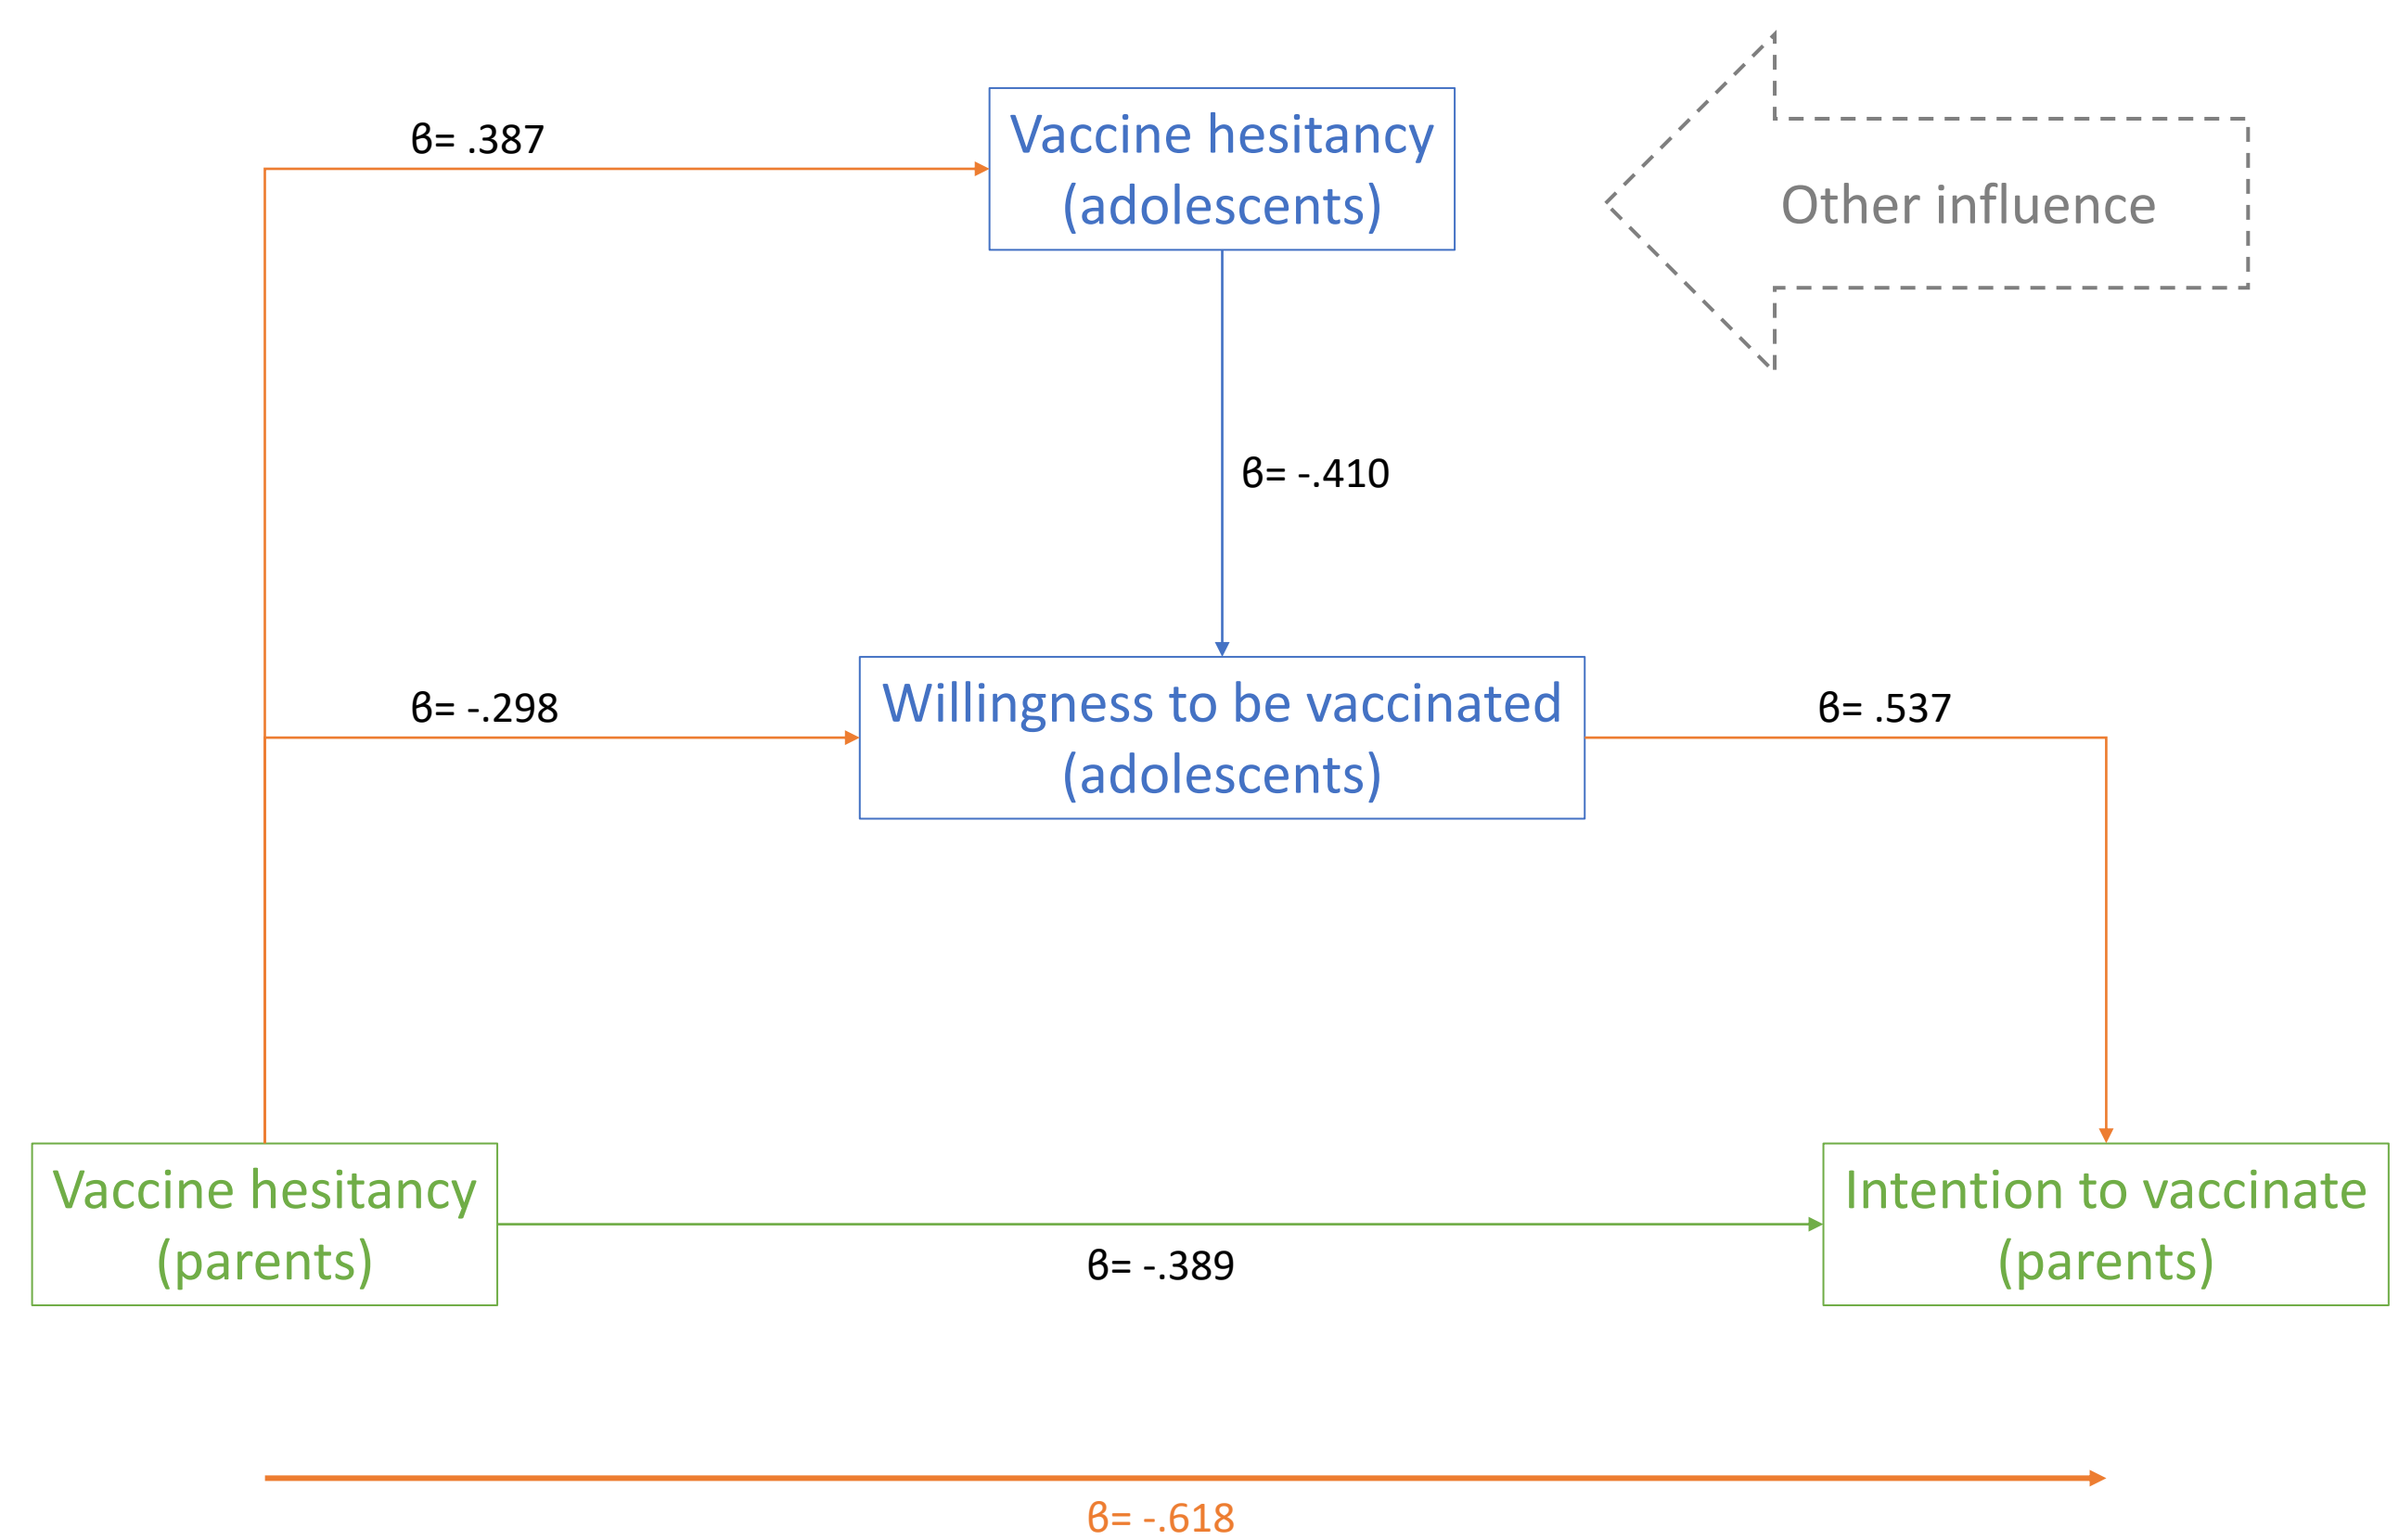 β= .387
Vaccine hesitancy
(adolescents)
Other influence
β= -.410
β= -.298
Willingness to be vaccinated
(adolescents)
β= .537
Vaccine hesitancy
(parents)
β= -.389
Intention to vaccinate
(parents)
β= -.618